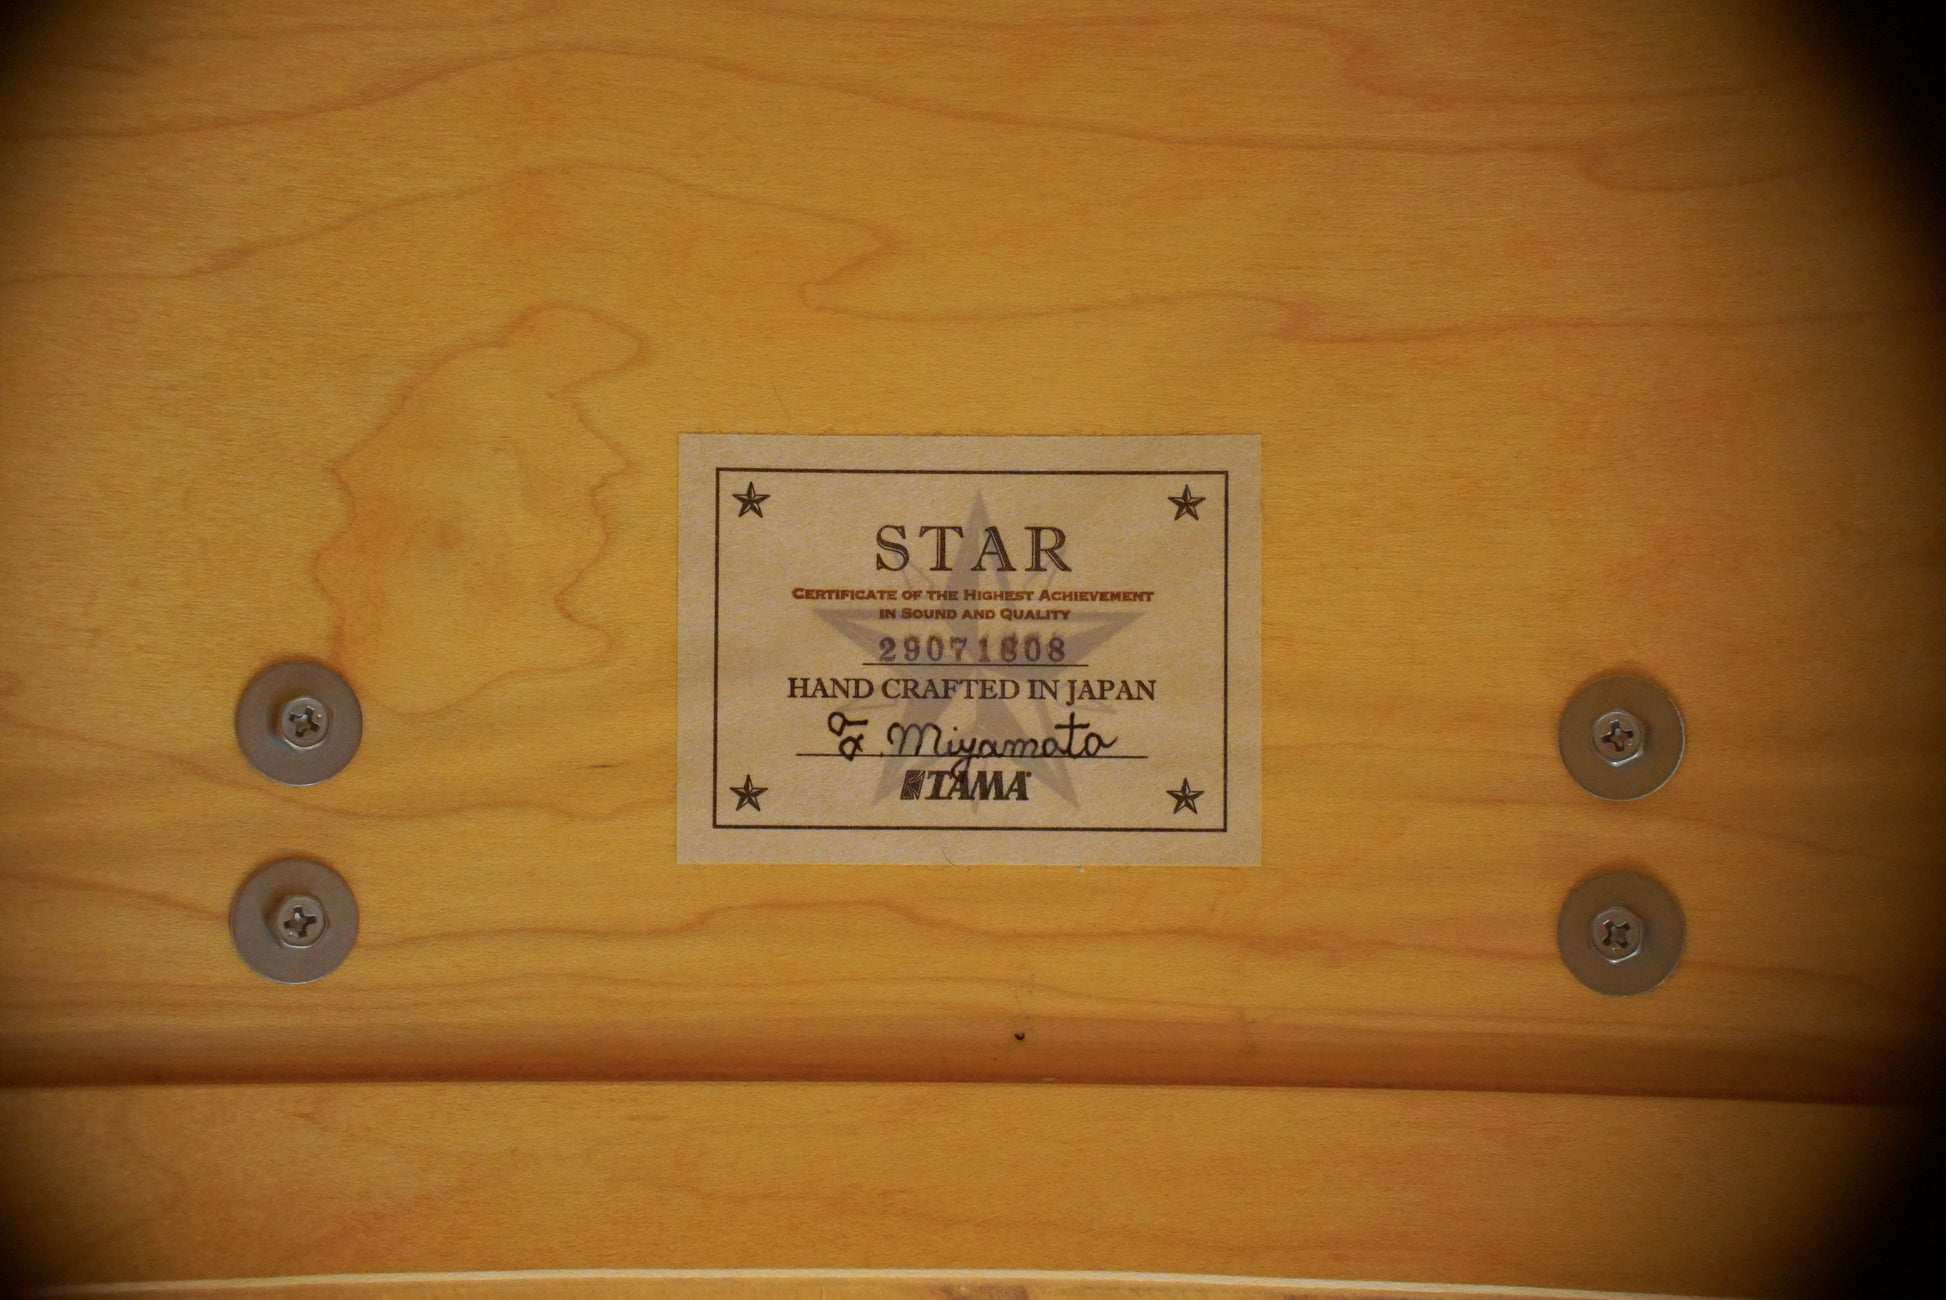 STAR
CERTIFICATE OF THE HIGHEST ACHIEVEMENT
IN SOUND AND QUALITY
29071808
HAND CRAFTED IN JAPAN
Miyamoto
TAMA